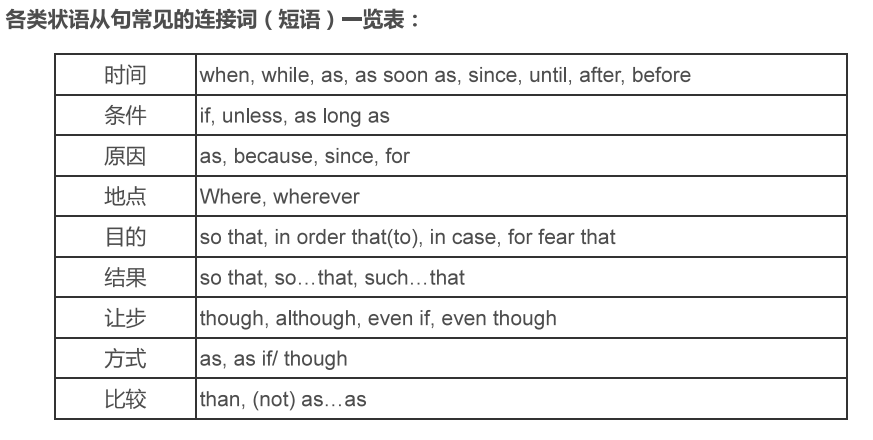 各类状语从句常见的连接词（短语）一览表：
时间 when, while, as, as soon as, since, until, after, before
条件 if, unless, as long as
原因 as, because, since, for
地点 Where, wherever
目的 so that, in order that(to), in case, for fear that
结果 so that, so…that, such…that
让步 though, although, even if, even though
方式 as, as if/ though
比较 than, (not) as…as